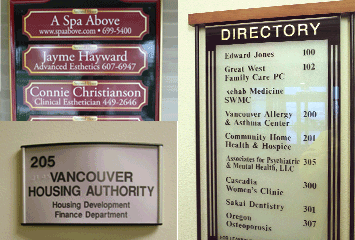 A Spa Above
www.spaabove.com • 699-5400
Jayme Hayward
Advanced Esthetics 607-6947
Connie Christianson
Clinical Esthetician 449-2646
205
VANCOUVER
HOUSING AUTHORITY
Housing Development
Finance Department
DIRECTORY
Edward Jones 100
Great West 102
Family Care PC
Rehab Medicine
SWMC
Vancouver Allergy 200
& Asthma Center
Community Home 201
Health & Hospice
Associates for Psychiatric 305
& Mental Health, LLC
Cascadia 300
Women's Clinic
Sakai Dentistry 301
Oregon 307
Osteoporosis